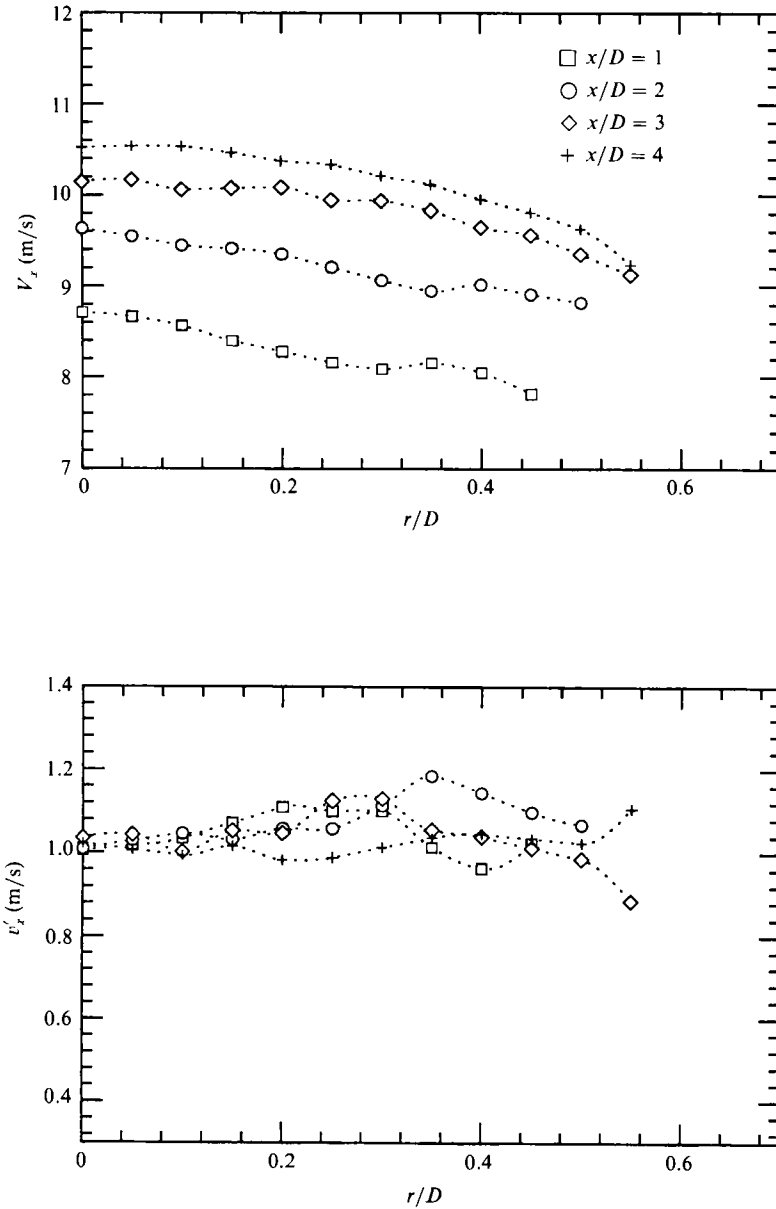 12
11
10
9
8
7
V_x (m/s)
x/D = 1
x/D = 2
x/D = 3
x/D = 4
0 0.2 0.4 0.6
r/D
1.4
1.2
1.0
0.8
0.6
0.4
v′_x (m/s)
0 0.2 0.4 0.6
r/D